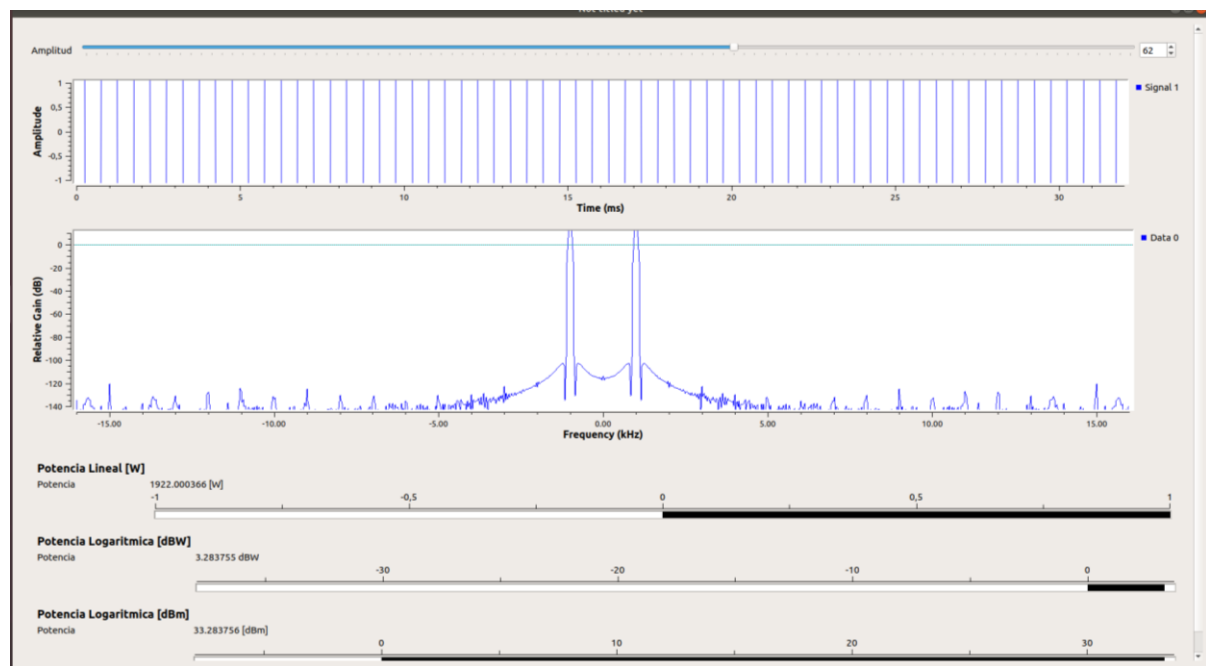 Not titled yet
Amplitud 62
Signal 1
Amplitude
1
0,5
0
-0,5
-1
0 5 10 15 20 25 30
Time (ms)
Data 0
Relative Gain (dB)
0
-20
-40
-60
-80
-100
-120
-140
-15.00 -10.00 -5.00 0.00 5.00 10.00 15.00
Frequency (kHz)
Potencia Lineal [W]
Potencia 1922.000366 [W]
-1 -0,5 0 0,5 1
Potencia Logaritmica [dBW]
Potencia 3.283755 dBW
-30 -20 -10 0
Potencia Logaritmica [dBm]
Potencia 33.283756 [dBm]
0 10 20 30